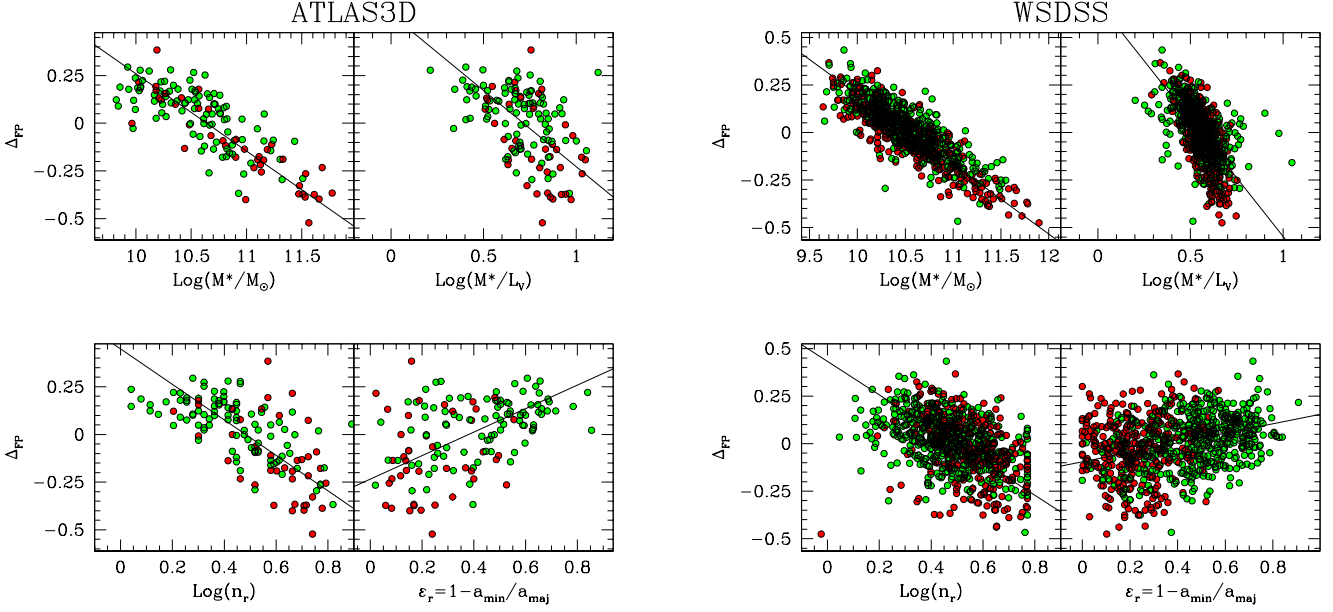 ATLAS3D
WSDSS
0.25
0
−0.25
−0.5
Δ_FP
10 10.5 11 11.5
0 0.5 1
Log(M*/M_⊙)
Log(M*/L_V)
0.5
0.25
0
−0.25
−0.5
Δ_FP
9.5 10 10.5 11 11.5 12
0 0.5 1
Log(M*/M_⊙)
Log(M*/L_V)
0.25
0
−0.25
−0.5
Δ_FP
0 0.2 0.4 0.6 0.8
0 0.2 0.4 0.6 0.8
Log(n_r)
ε_r=1−a_min/a_maj
0.5
0.25
0
−0.25
−0.5
Δ_FP
0 0.2 0.4 0.6 0.8
0 0.2 0.4 0.6 0.8
Log(n_r)
ε_r=1−a_min/a_maj